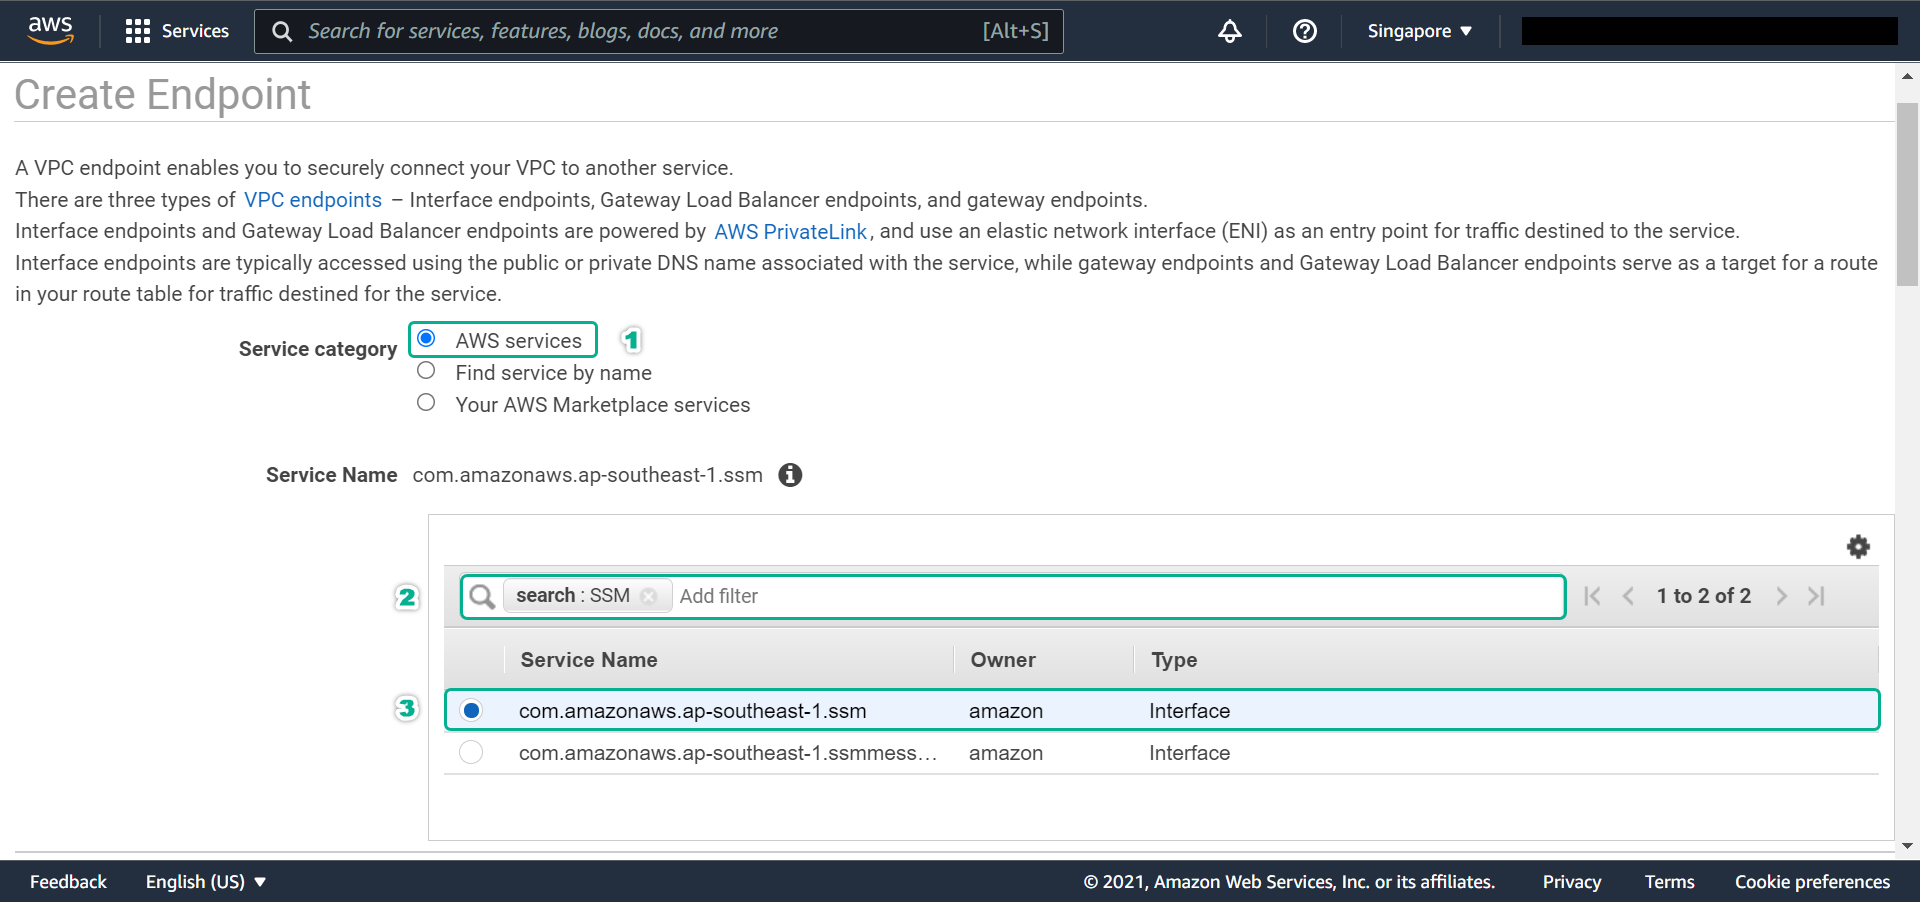 aws
Services
Search for services, features, blogs, docs, and more [Alt+S]
Singapore ▼
Create Endpoint
A VPC endpoint enables you to securely connect your VPC to another service.
There are three types of VPC endpoints – Interface endpoints, Gateway Load Balancer endpoints, and gateway endpoints.
Interface endpoints and Gateway Load Balancer endpoints are powered by AWS PrivateLink, and use an elastic network interface (ENI) as an entry point for traffic destined to the service.
Interface endpoints are typically accessed using the public or private DNS name associated with the service, while gateway endpoints and Gateway Load Balancer endpoints serve as a target for a route
in your route table for traffic destined for the service.
Service category
AWS services
1
Find service by name
Your AWS Marketplace services
Service Name com.amazonaws.ap-southeast-1.ssm
2
search : SSM Add filter
1 to 2 of 2
Service Name Owner Type
3
com.amazonaws.ap-southeast-1.ssm amazon Interface
com.amazonaws.ap-southeast-1.ssmmess... amazon Interface
Feedback English (US) ▼ © 2021, Amazon Web Services, Inc. or its affiliates. Privacy Terms Cookie preferences